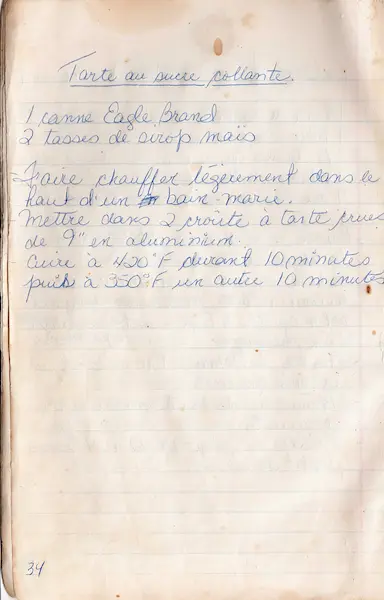 Tarte au sucre collante.
1 canne Eagle Brand
2 tasses de sirop maïs
Faire chauffer légèrement dans le
haut d'un bain-marie.
Mettre dans 2 croûte à tarte crues
de 9" en aluminium.
Cuire à 420°F durant 10 minutes
puis à 350°F un autre 10 minutes
34